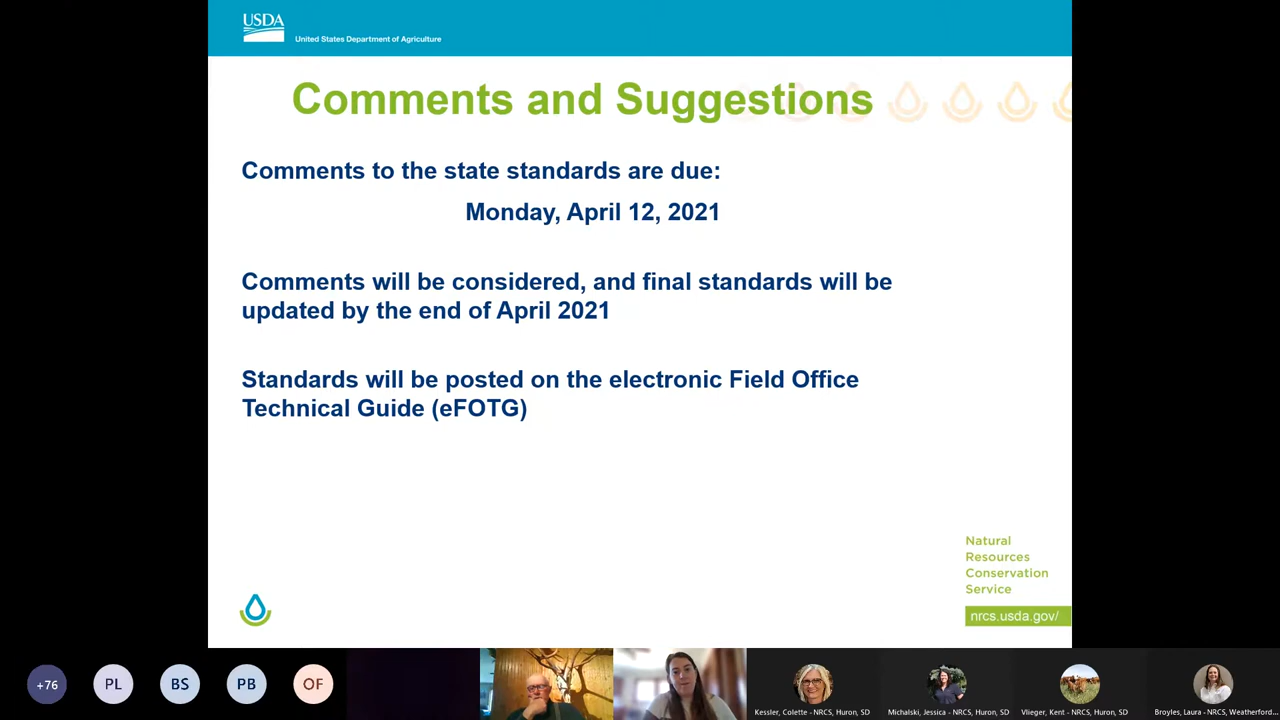 USDA
United States Department of Agriculture
Comments and Suggestions
Comments to the state standards are due:
Monday, April 12, 2021
Comments will be considered, and final standards will be
updated by the end of April 2021
Standards will be posted on the electronic Field Office
Technical Guide (eFOTG)
Natural
Resources
Conservation
Service
nrcs.usda.gov/
+76
PL
BS
PB
OF
Kessler, Colette - NRCS, Huron, SD
Michalski, Jessica - NRCS, Huron, SD
Vlieger, Kent - NRCS, Huron, SD
Broyles, Laura - NRCS, Weatherford...